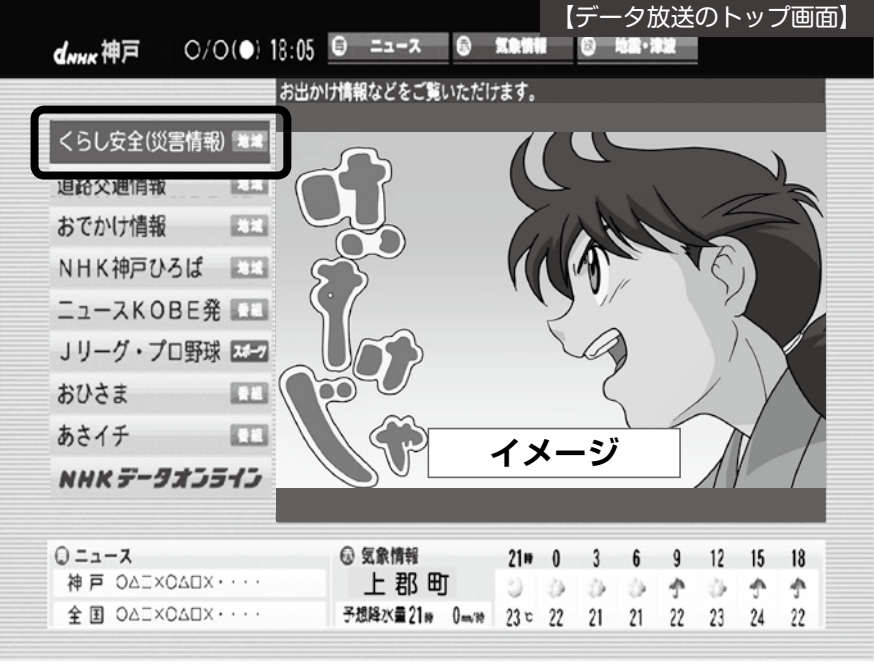 【データ放送のトップ画面】
dNHK神戸 〇/〇(●) 18:05 青 ニュース 赤 気象情報 緑 地震・津波
お出かけ情報などをご覧いただけます。
くらし安全(災害情報) 地域
道路交通情報 地域
おでかけ情報 地域
NHK神戸ひろば 地域
ニュースKOBE発 番組
Jリーグ・プロ野球 スポーツ
おひさま 番組
あさイチ 番組
NHKデータオンライン
イメージ
青 ニュース
神戸 〇△□×〇△□×・・・・
全国 〇△□×〇△□×・・・・
赤 気象情報 21時 0 3 6 9 12 15 18
上郡町
予想降水量21時 0mm/時 23℃ 22 21 21 22 23 24 22